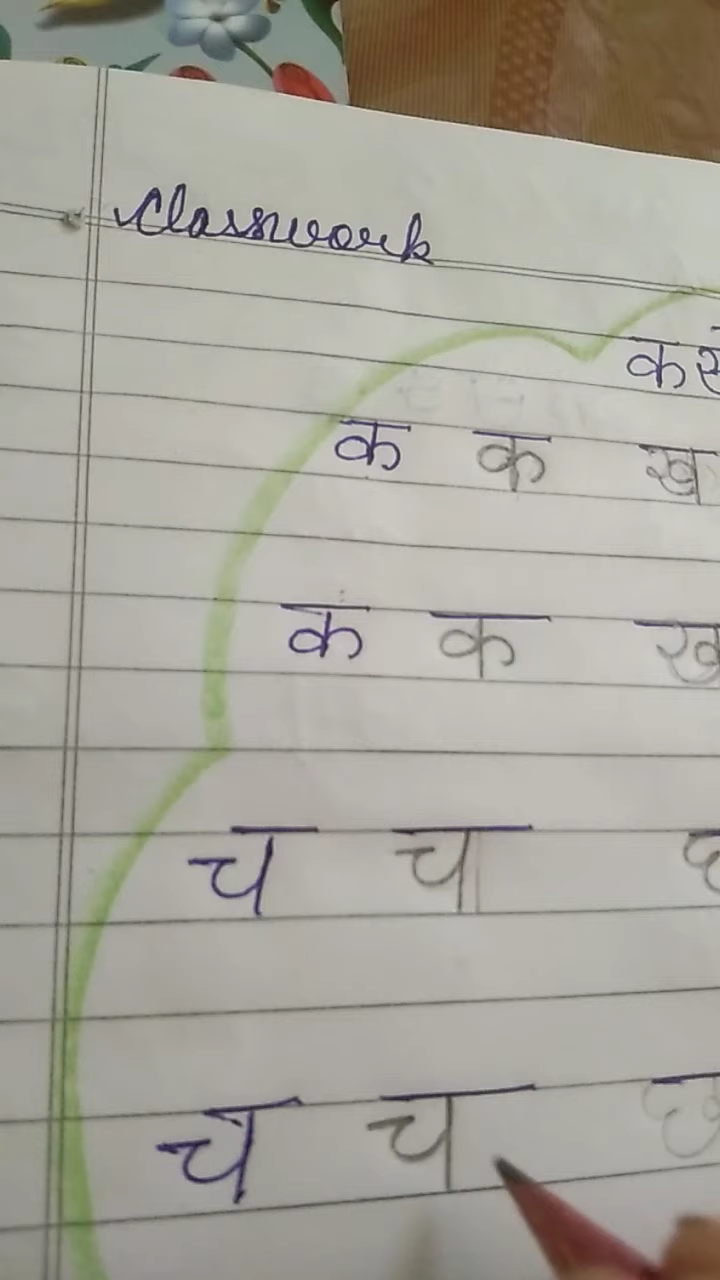 Classwork
क से
क क ख
क क ख
च च
च च छ